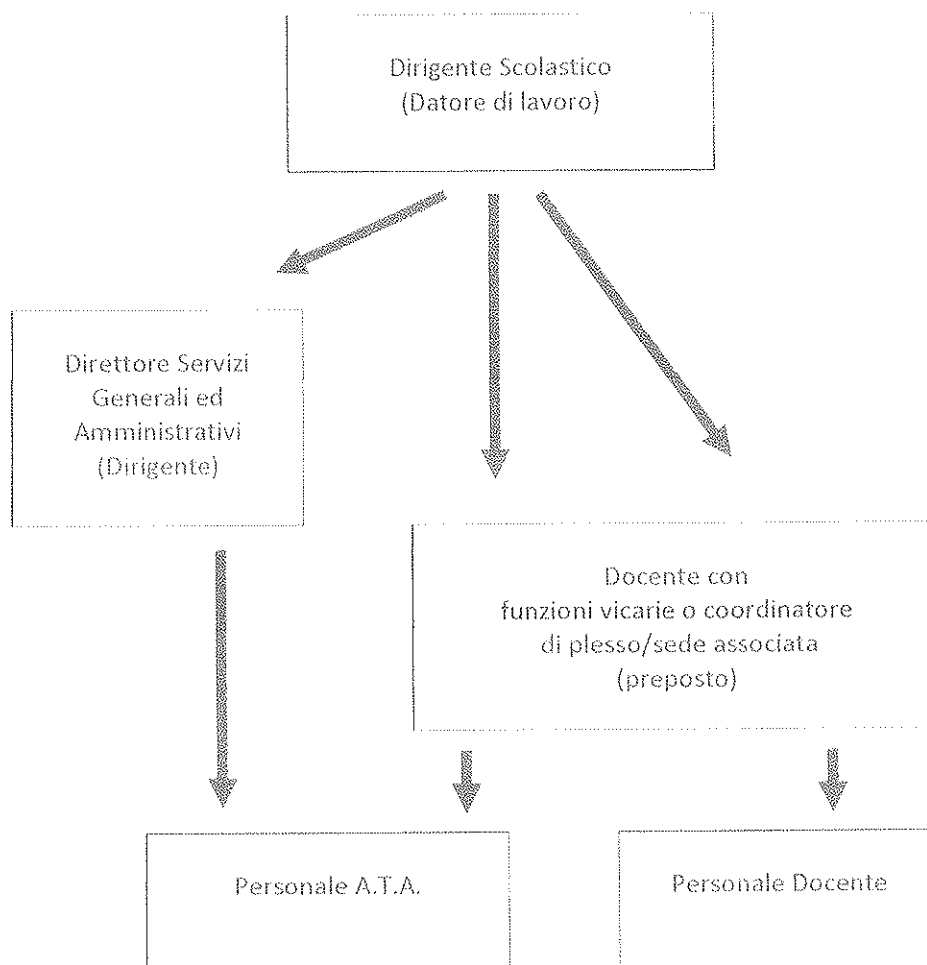 Dirigente Scolastico
(Datore di lavoro)
Direttore Servizi
Generali ed
Amministrativi
(Dirigente)
Docente con
funzioni vicarie o coordinatore
di plesso/sede associata
(preposto)
Personale A.T.A.
Personale Docente